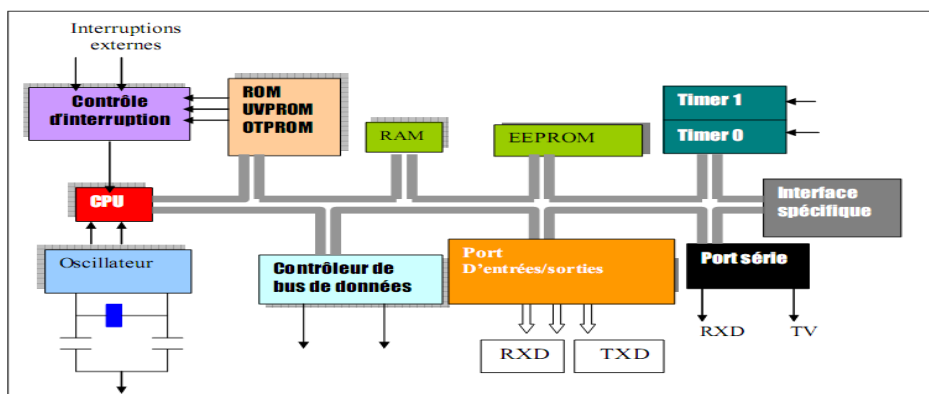 Interruptions
externes
Contrôle
d'interruption
ROM
UVPROM
OTPROM
RAM
EEPROM
Timer 1
Timer 0
CPU
Interface
spécifique
Oscillateur
Contrôleur de
bus de données
Port
D'entrées/sorties
Port série
RXD
TV
RXD
TXD